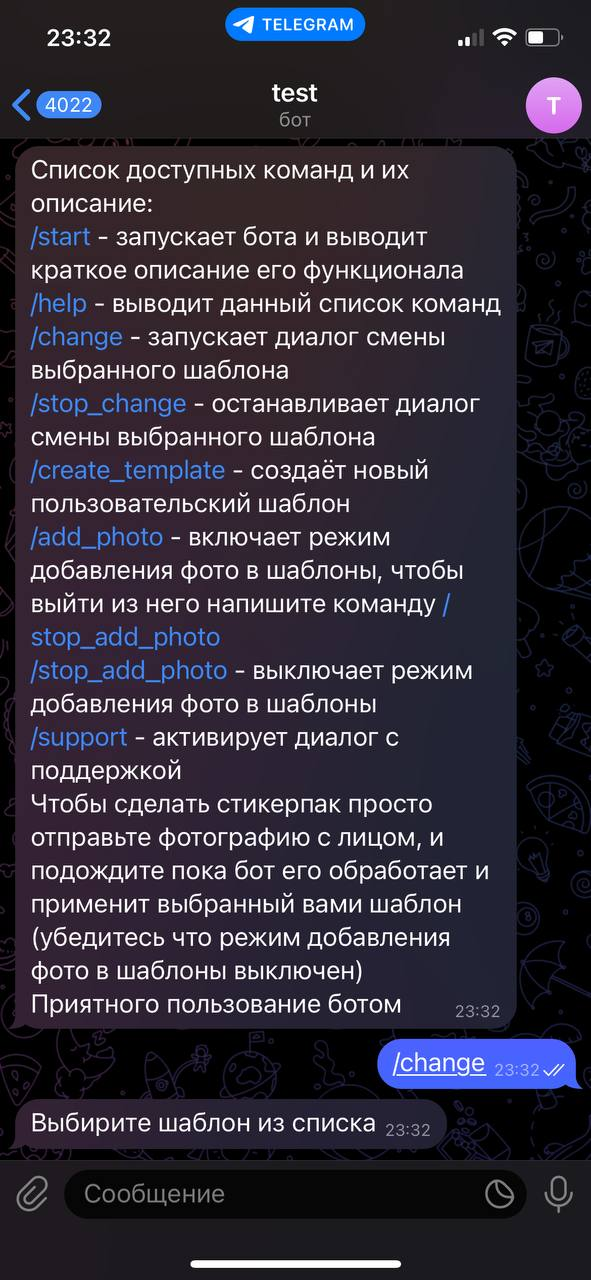 23:32
TELEGRAM
4022
test
бот
T
Список доступных команд и их
описание:
/start - запускает бота и выводит
краткое описание его функционала
/help - выводит данный список команд
/change - запускает диалог смены
выбранного шаблона
/stop_change - останавливает диалог
смены выбранного шаблона
/create_template - создаёт новый
пользовательский шаблон
/add_photo - включает режим
добавления фото в шаблоны, чтобы
выйти из него напишите команду /
stop_add_photo
/stop_add_photo - выключает режим
добавления фото в шаблоны
/support - активирует диалог с
поддержкой
Чтобы сделать стикерпак просто
отправьте фотографию с лицом, и
подождите пока бот его обработает и
применит выбранный вами шаблон
(убедитесь что режим добавления
фото в шаблоны выключен)
Приятного пользование ботом 23:32
/change 23:32
Выбирите шаблон из списка 23:32
Сообщение